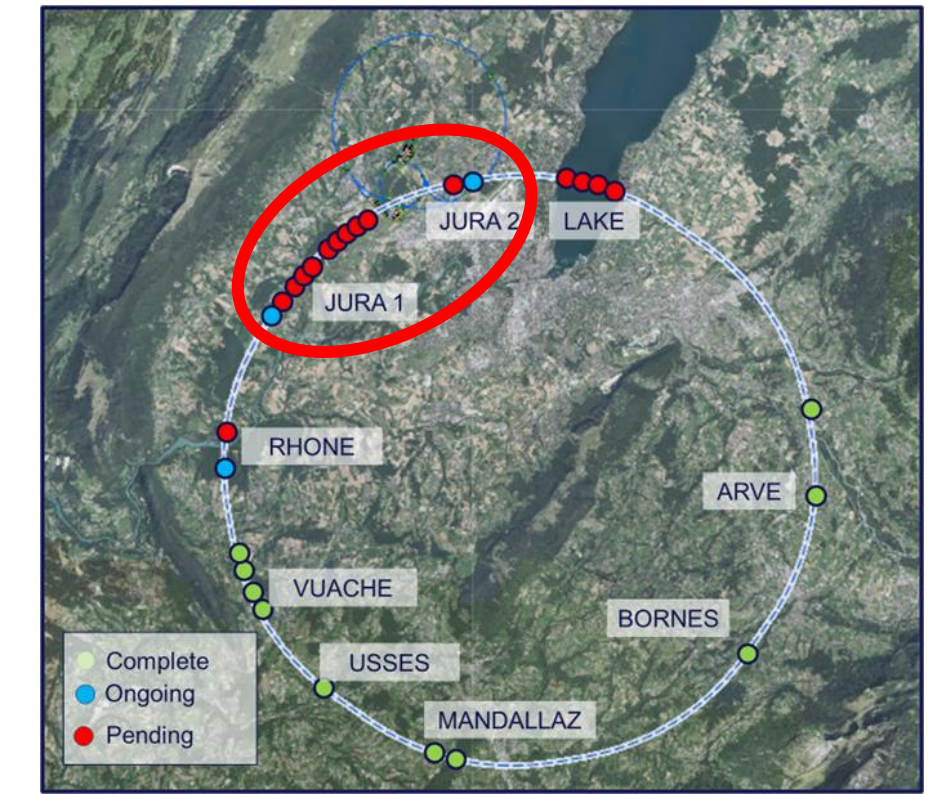 JURA 2
LAKE
JURA 1
RHONE
ARVE
VUACHE
BORNES
USSES
MANDALLAZ
Complete
Ongoing
Pending